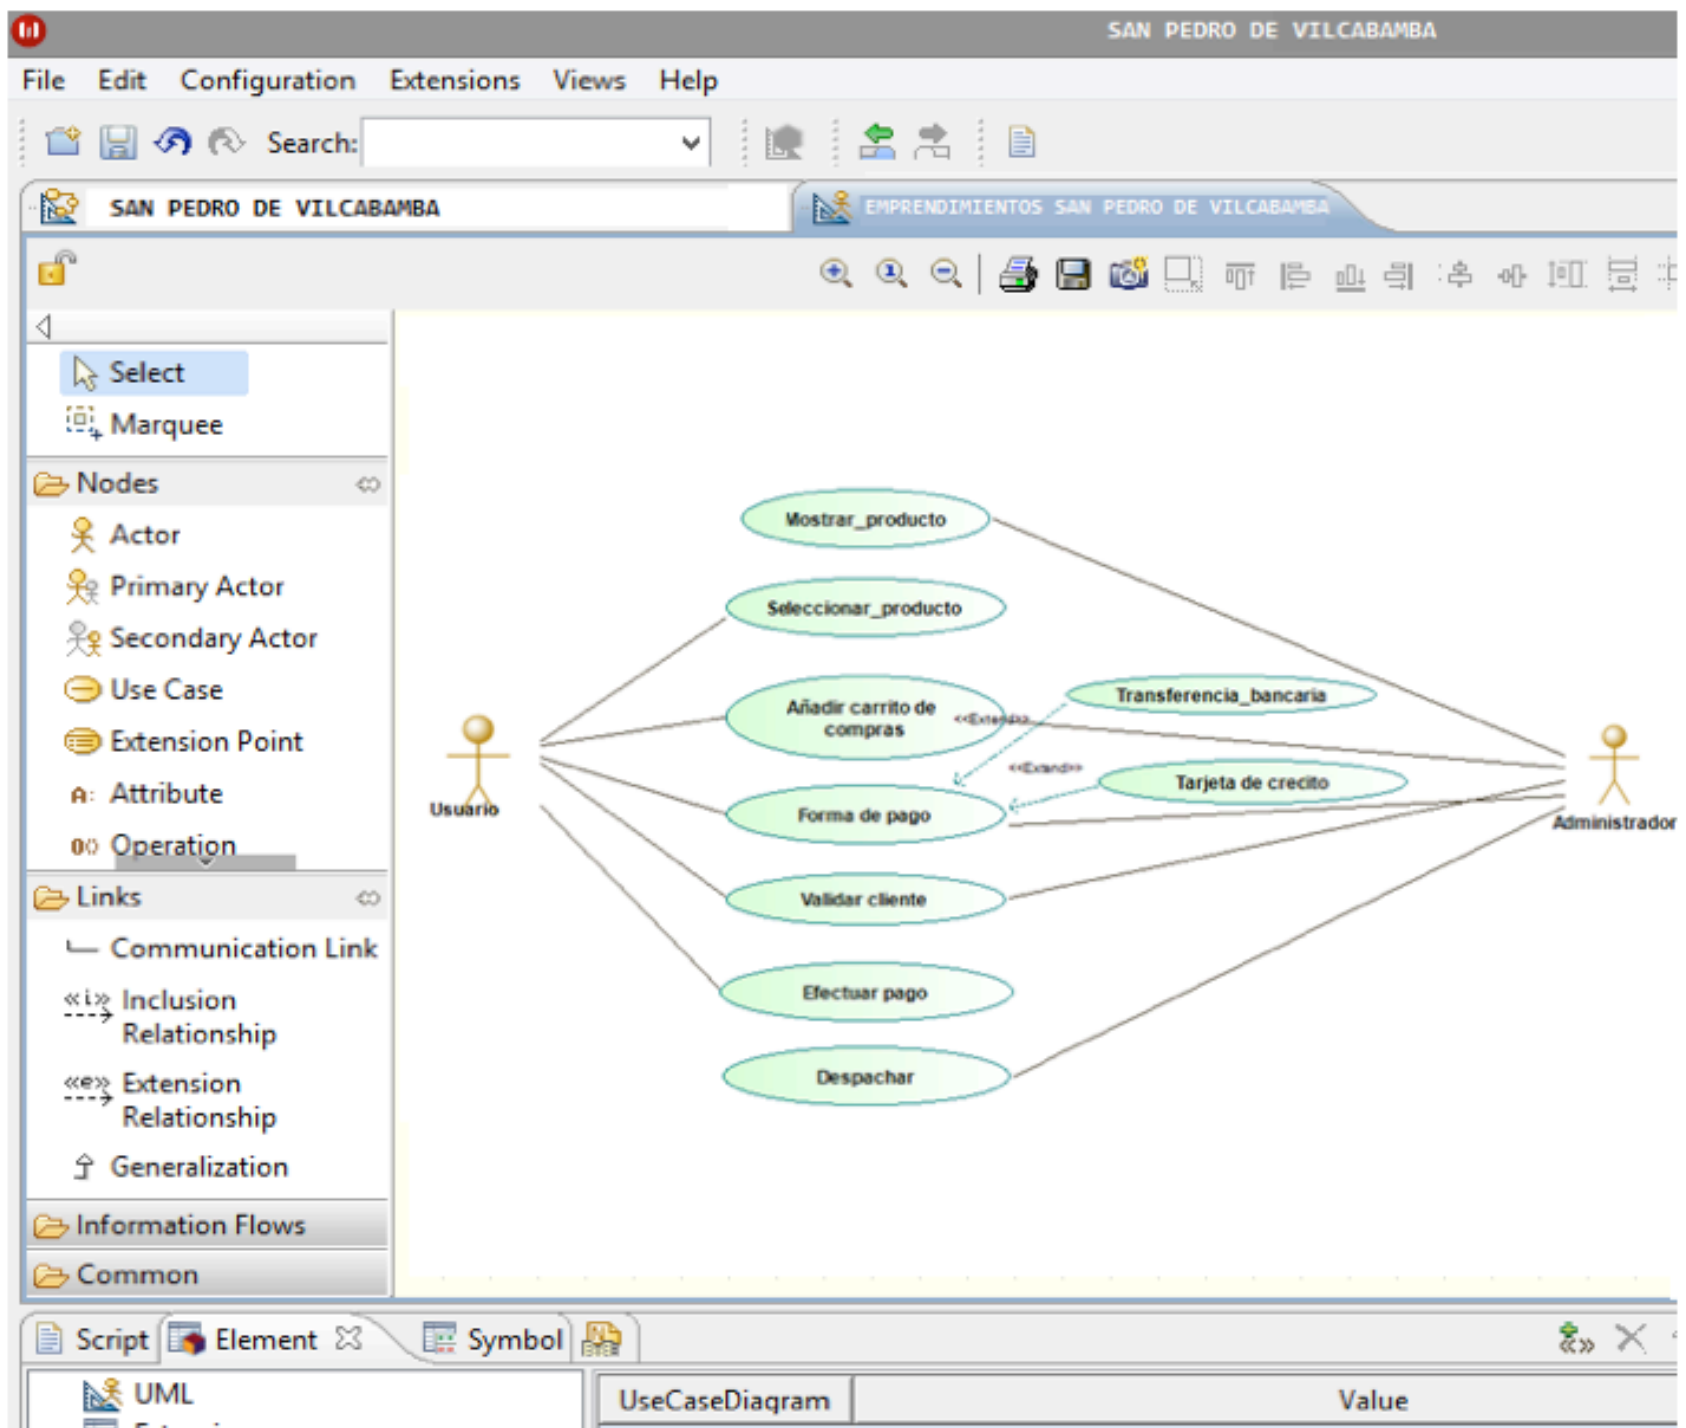 SAN PEDRO DE VILCABAMBA
File Edit Configuration Extensions Views Help
Search:
SAN PEDRO DE VILCABAMBA
EMPRENDIMIENTOS SAN PEDRO DE VILCABAMBA
Select
Marquee
Nodes
Actor
Primary Actor
Secondary Actor
Use Case
Extension Point
Attribute
Operation
Links
Communication Link
«i» Inclusion
Relationship
«e» Extension
Relationship
Generalization
Information Flows
Common
Mostrar_producto
Seleccionar_producto
Añadir carrito de
compras
<<Extend>>
Transferencia_bancaria
<<Extend>>
Tarjeta de crecito
Forma de pago
Validar cliente
Efectuar pago
Despachar
Usuario
Administrador
Script Element Symbol
UML
UseCaseDiagram Value